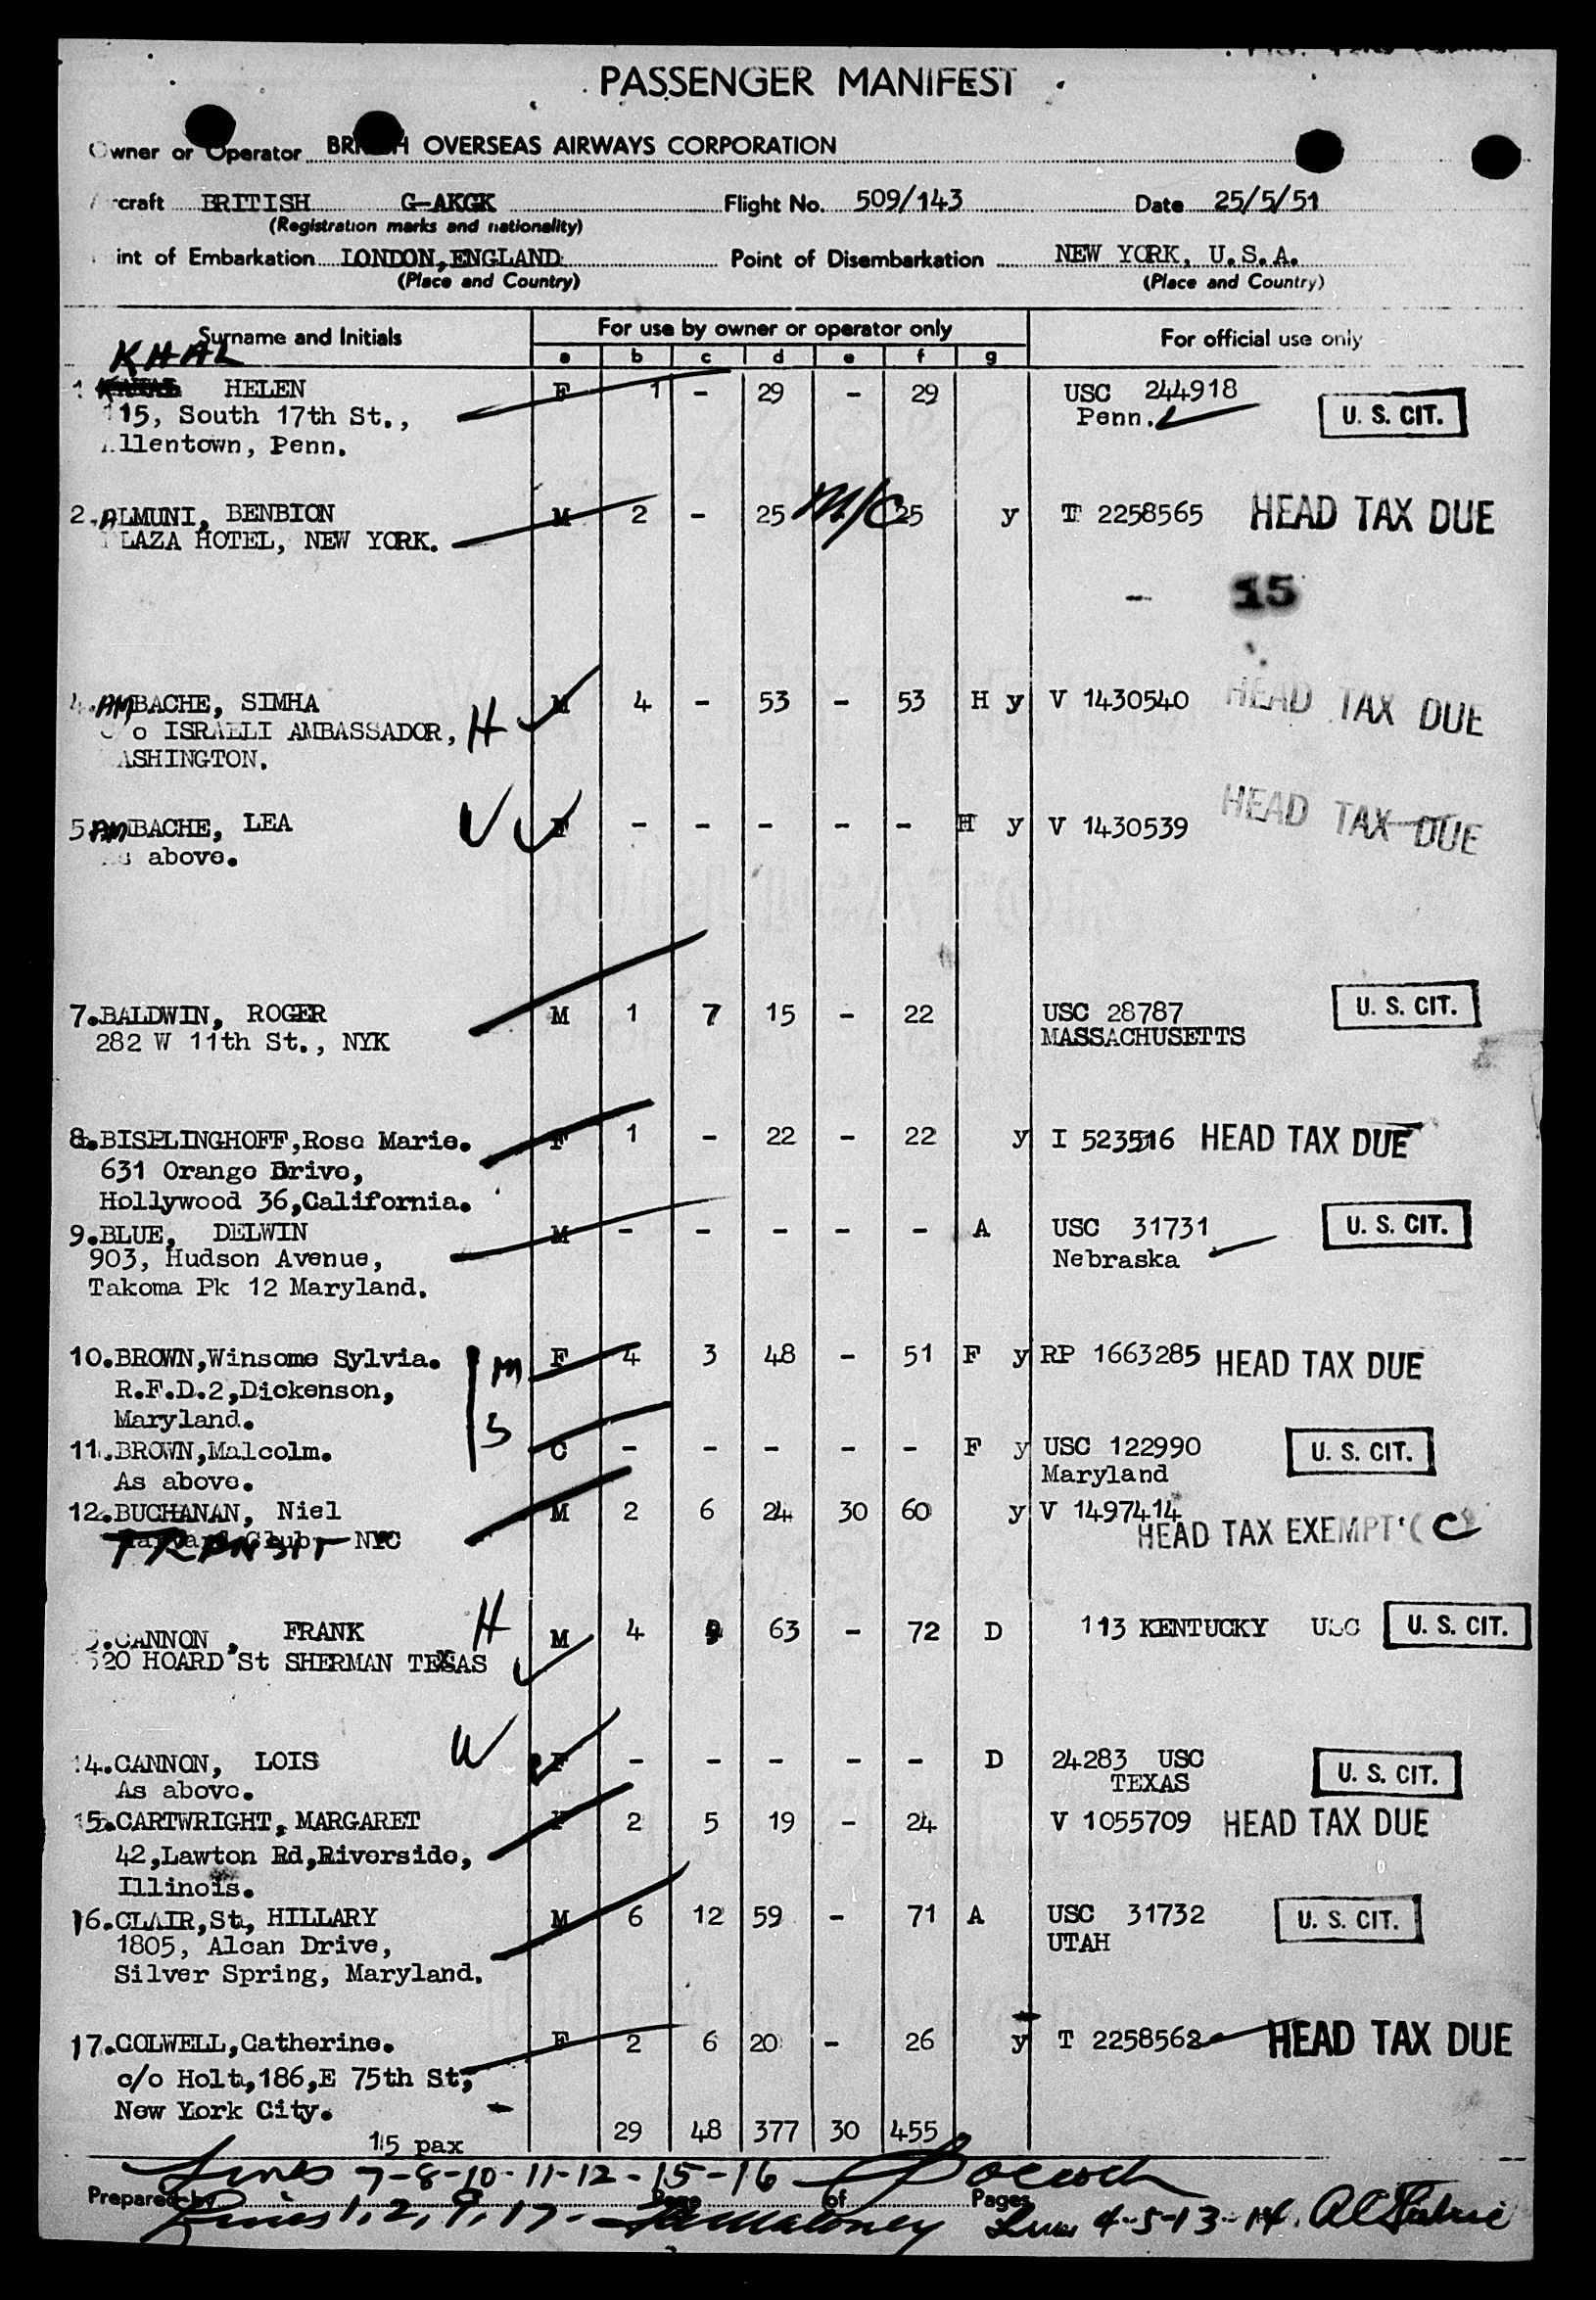 PASSENGER MANIFEST
Owner or Operator BRITISH OVERSEAS AIRWAYS CORPORATION
craft BRITISH G-AKGK Flight No. 509/143 Date 25/5/51
(Registration marks and nationality)
int of Embarkation LONDON, ENGLAND Point of Disembarkation NEW YORK, U.S.A.
(Place and Country) (Place and Country)
Surname and Initials For use by owner or operator only For official use only
a b c d e f g
KHAL
1 HELEN F 1 - 29 - 29 USC 244918 U. S. CIT.
115, South 17th St., Penn.
llentown, Penn.
2. ALMUNI, BENBION M 2 - 25 M/C 25 y T 2258565 HEAD TAX DUE
LAZA HOTEL, NEW YORK.
- 15
4. AMBACHE, SIMHA M 4 - 53 - 53 H y V 1430540 HEAD TAX DUE
o ISRAELI AMBASSADOR, H
ASHINGTON.
5 AMBACHE, LEA W F - - - - - H y V 1430539 HEAD TAX DUE
above.
7. BALDWIN, ROGER M 1 7 15 - 22 USC 28787 U. S. CIT.
282 W 11th St., NYK MASSACHUSETTS
8. BISPLINGHOFF, Rose Marie. F 1 - 22 - 22 y I 523516 HEAD TAX DUE
631 Orange Drive,
Hollywood 36, California.
9. BLUE, DELWIN M - - - - - A USC 31731 U. S. CIT.
903, Hudson Avenue, Nebraska
Takoma Pk 12 Maryland.
10. BROWN, Winsome Sylvia. M F 4 3 48 - 51 F y RP 1663285 HEAD TAX DUE
R.F.D.2, Dickenson,
Maryland. S
11. BROWN, Malcolm. C - - - - - F y USC 122990 U. S. CIT.
As above. Maryland
12. BUCHANAN, Niel M 2 6 24 30 60 y V 1497414
TRANSIT NYC HEAD TAX EXEMPT (C
3. CANNON, FRANK H M 4 9 63 - 72 D 113 KENTUCKY USC U. S. CIT.
20 HOARD St SHERMAN TEXAS
14. CANNON, LOIS W F - - - - - D 24283 USC U. S. CIT.
As above. TEXAS
15. CARTWRIGHT, MARGARET F 2 5 19 - 24 V 1055709 HEAD TAX DUE
42, Lawton Rd, Riverside,
Illinois.
16. CLAIR, St, HILLARY M 6 12 59 - 71 A USC 31732 U. S. CIT.
1805, Alcan Drive, UTAH
Silver Spring, Maryland.
17. COLWELL, Catherine. F 2 6 20 - 26 y T 2258562 HEAD TAX DUE
c/o Holt, 186, E 75th St,
New York City.
15 pax 29 48 377 30 455
Lines 7-8-10-11-12-15-16
Prepared by Page of Pages
Lines 1, 2, 9, 17. Maloney Lines 4-5-13-14.